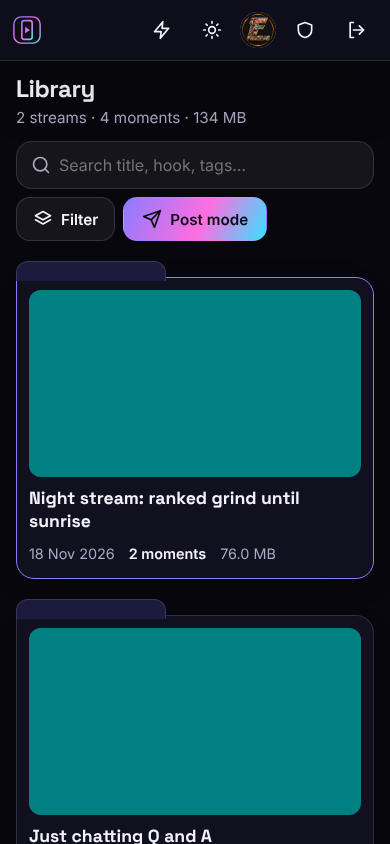 Library
2 streams · 4 moments · 134 MB
Search title, hook, tags...
Filter
Post mode
Night stream: ranked grind until
sunrise
18 Nov 2026 2 moments 76.0 MB
Just chatting Q and A